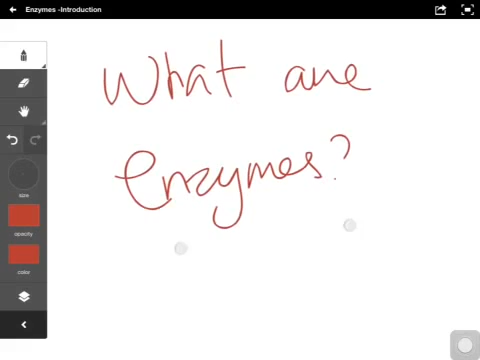 Enzymes -Introduction
What are
enzymes?
size
opacity
color